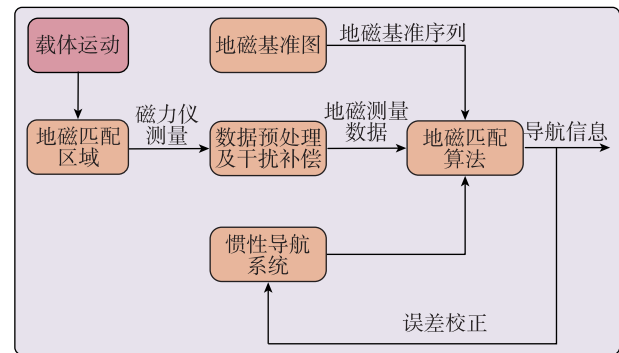 载体运动
地磁基准图
地磁基准序列
地磁匹配
区域
磁力仪
测量
数据预处理
及干扰补偿
地磁测量
数据
地磁匹配
算法
导航信息
惯性导航
系统
误差校正